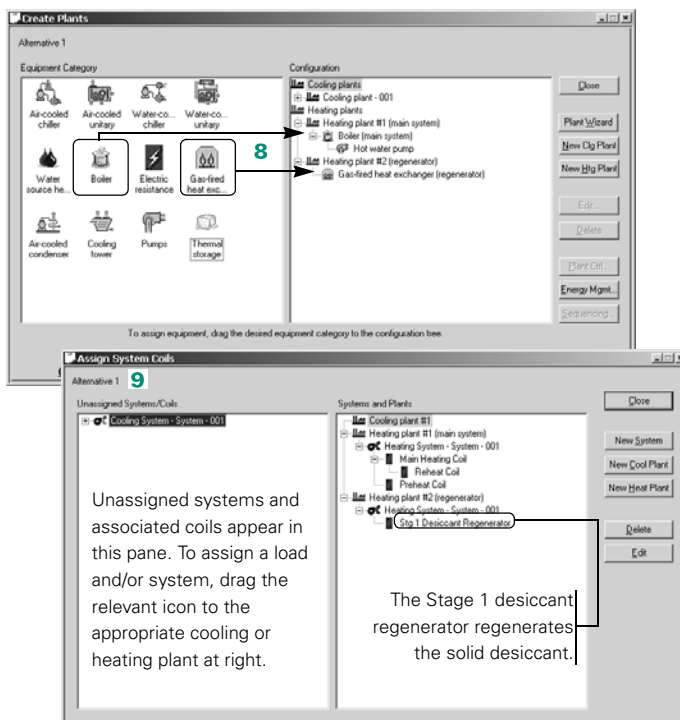 Create Plants
Alternative 1
Equipment Category
Air-cooled chiller
Air-cooled unitary
Water-co... chiller
Water-co... unitary
Water source he...
Boiler
Electric resistance
Gas-fired heat exc...
Air-cooled condenser
Cooling tower
Pumps
Thermal storage
8
Configuration
Cooling plants
Cooling plant - 001
Heating plants
Heating plant #1 (main system)
Boiler (main system)
Hot water pump
Heating plant #2 (regenerator)
Gas-fired heat exchanger (regenerator)
Close
Plant Wizard
New Clg Plant
New Htg Plant
Edit...
Delete
Plant Ctrl...
Energy Mgmt...
Sequencing...
To assign equipment, drag the desired equipment category to the configuration tree.
Assign System Coils
Alternative 1
9
Unassigned Systems/Coils
Cooling System - System - 001
Unassigned systems and
associated coils appear in
this pane. To assign a load
and/or system, drag the
relevant icon to the
appropriate cooling or
heating plant at right.
Systems and Plants
Cooling plant #1
Heating plant #1 (main system)
Heating System - System - 001
Main Heating Coil
Reheat Coil
Preheat Coil
Heating plant #2 (regenerator)
Heating System - System - 001
Stg 1 Desiccant Regenerator
The Stage 1 desiccant
regenerator regenerates
the solid desiccant.
Close
New System
New Cool Plant
New Heat Plant
Delete
Edit